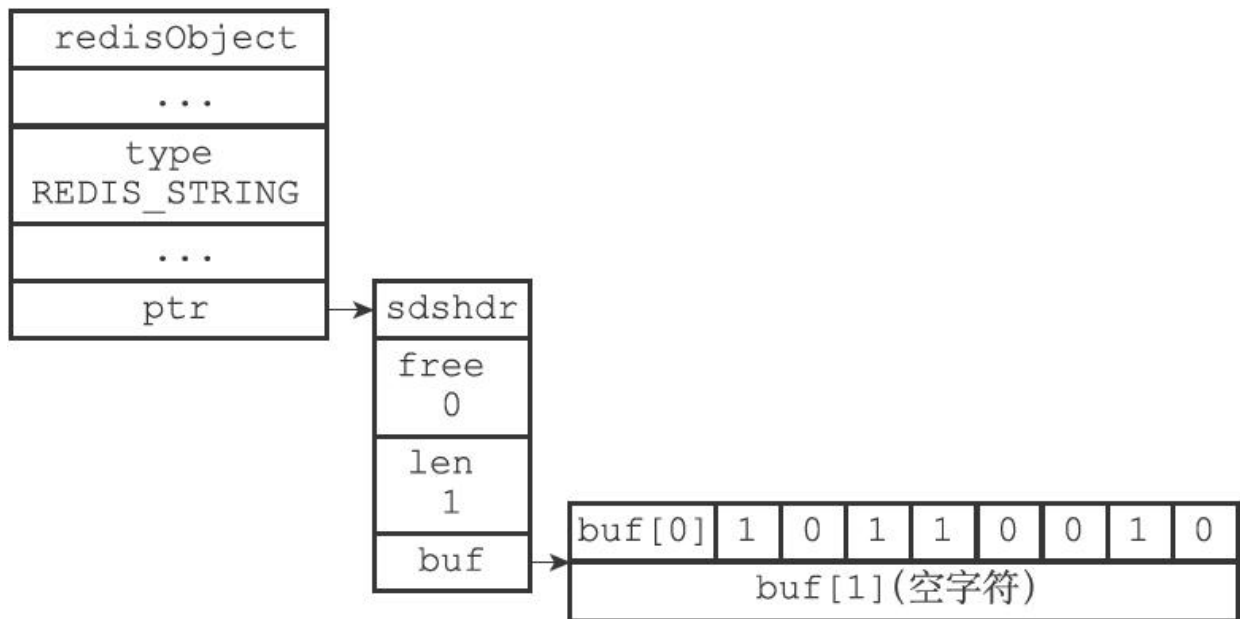 redisObject
...
type
REDIS_STRING
...
ptr
sdshdr
free
0
len
1
buf
buf[0] 1 0 1 1 0 0 1 0
buf[1](空字符)